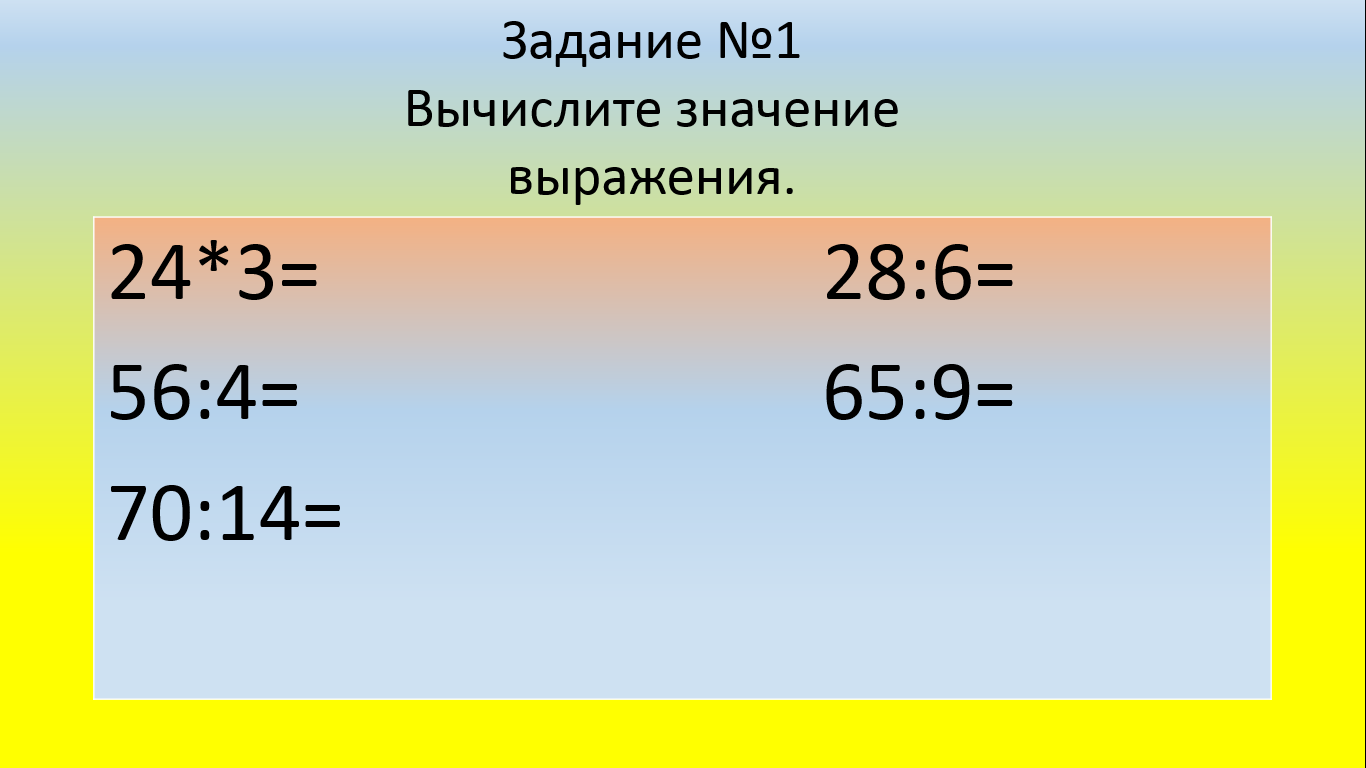 Задание №1
Вычислите значение
выражения.
24*3= 28:6=
56:4= 65:9=
70:14=